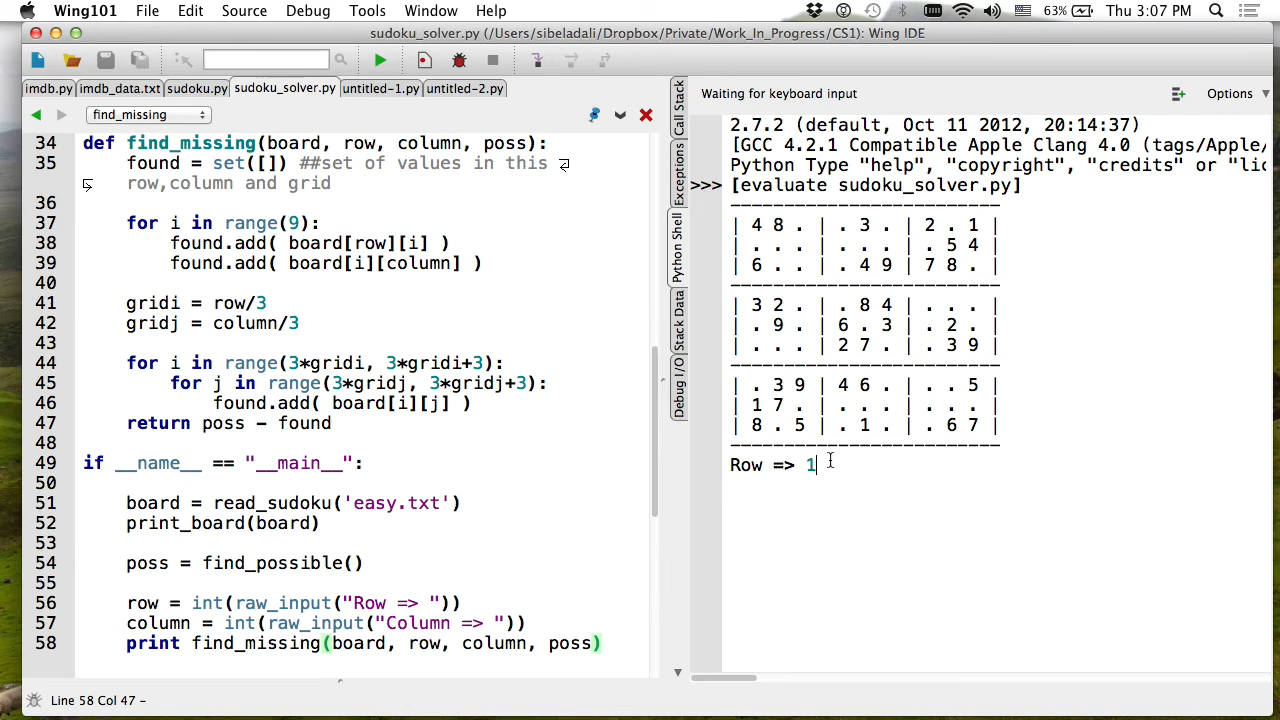 Wing101 File Edit Source Debug Tools Window Help 63% Thu 3:07 PM
sudoku_solver.py (/Users/sibeladali/Dropbox/Private/Work_In_Progress/CS1): Wing IDE
imdb.py imdb_data.txt sudoku.py sudoku_solver.py untitled-1.py untitled-2.py
find_missing
34 def find_missing(board, row, column, poss):
35 found = set([]) ##set of values in this
row,column and grid
36
37 for i in range(9):
38 found.add( board[row][i] )
39 found.add( board[i][column] )
40
41 gridi = row/3
42 gridj = column/3
43
44 for i in range(3*gridi, 3*gridi+3):
45 for j in range(3*gridj, 3*gridj+3):
46 found.add( board[i][j] )
47 return poss - found
48
49 if __name__ == "__main__":
50
51 board = read_sudoku('easy.txt')
52 print_board(board)
53
54 poss = find_possible()
55
56 row = int(raw_input("Row => "))
57 column = int(raw_input("Column => "))
58 print find_missing(board, row, column, poss)
Line 58 Col 47 –
Call Stack
Exceptions
Python Shell
Stack Data
Debug I/O
Waiting for keyboard input Options
2.7.2 (default, Oct 11 2012, 20:14:37)
[GCC 4.2.1 Compatible Apple Clang 4.0 (tags/Apple/
Python Type "help", "copyright", "credits" or "lic
>>> [evaluate sudoku_solver.py]
-------------------------
| 4 8 . | . 3 . | 2 . 1 |
| . . . | . . . | . 5 4 |
| 6 . . | . 4 9 | 7 8 . |
-------------------------
| 3 2 . | . 8 4 | . . . |
| . 9 . | 6 . 3 | . 2 . |
| . . . | 2 7 . | . 3 9 |
-------------------------
| . 3 9 | 4 6 . | . . 5 |
| 1 7 . | . . . | . . . |
| 8 . 5 | . 1 . | . 6 7 |
-------------------------
Row => 1